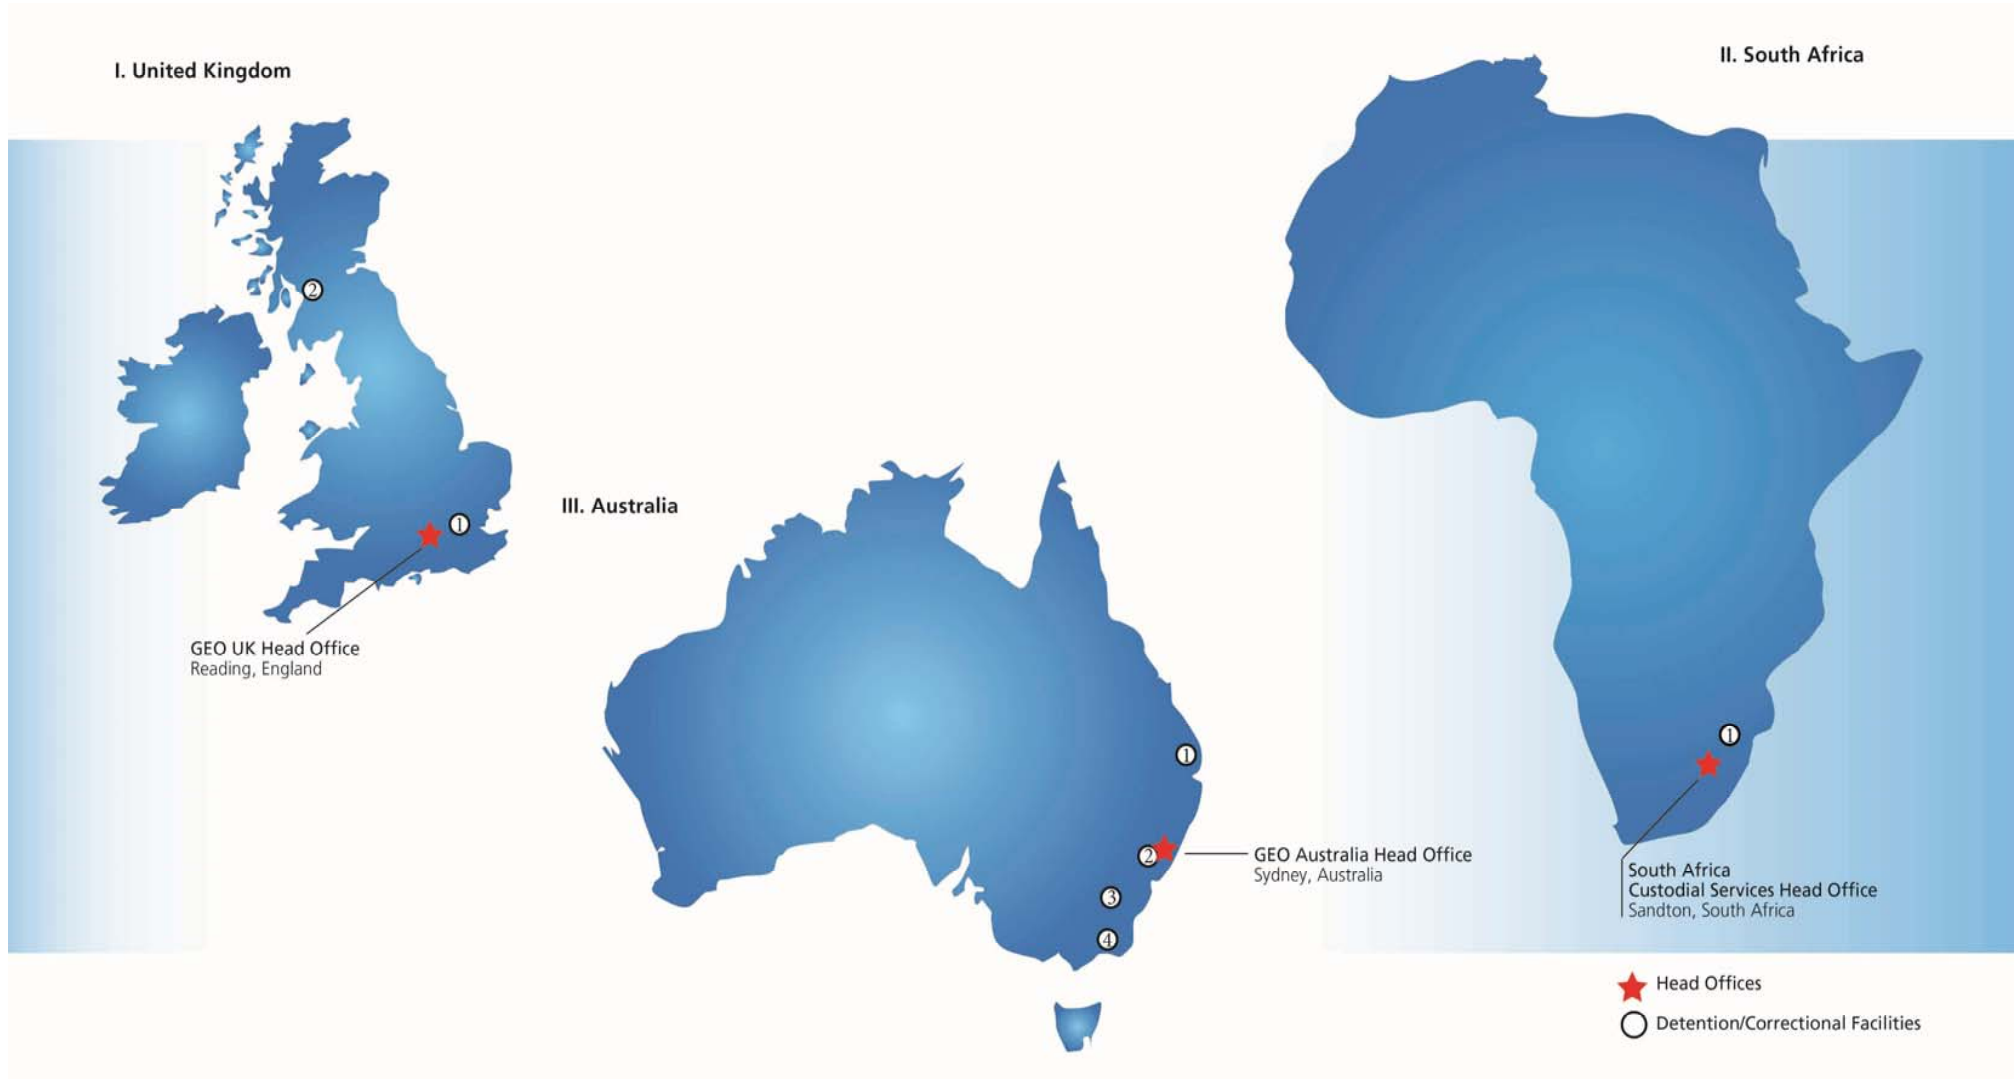 I. United Kingdom
2
1
GEO UK Head Office
Reading, England
II. South Africa
1
South Africa
Custodial Services Head Office
Sandton, South Africa
III. Australia
1
2
GEO Australia Head Office
Sydney, Australia
3
4
Head Offices
Detention/Correctional Facilities